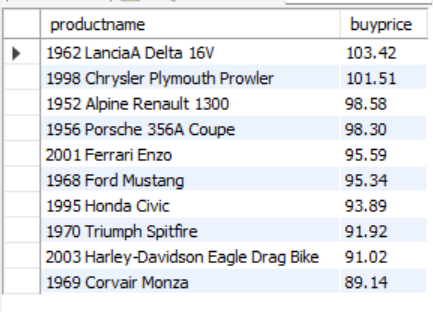 productname buyprice
1962 LanciaA Delta 16V 103.42
1998 Chrysler Plymouth Prowler 101.51
1952 Alpine Renault 1300 98.58
1956 Porsche 356A Coupe 98.30
2001 Ferrari Enzo 95.59
1968 Ford Mustang 95.34
1995 Honda Civic 93.89
1970 Triumph Spitfire 91.92
2003 Harley-Davidson Eagle Drag Bike 91.02
1969 Corvair Monza 89.14